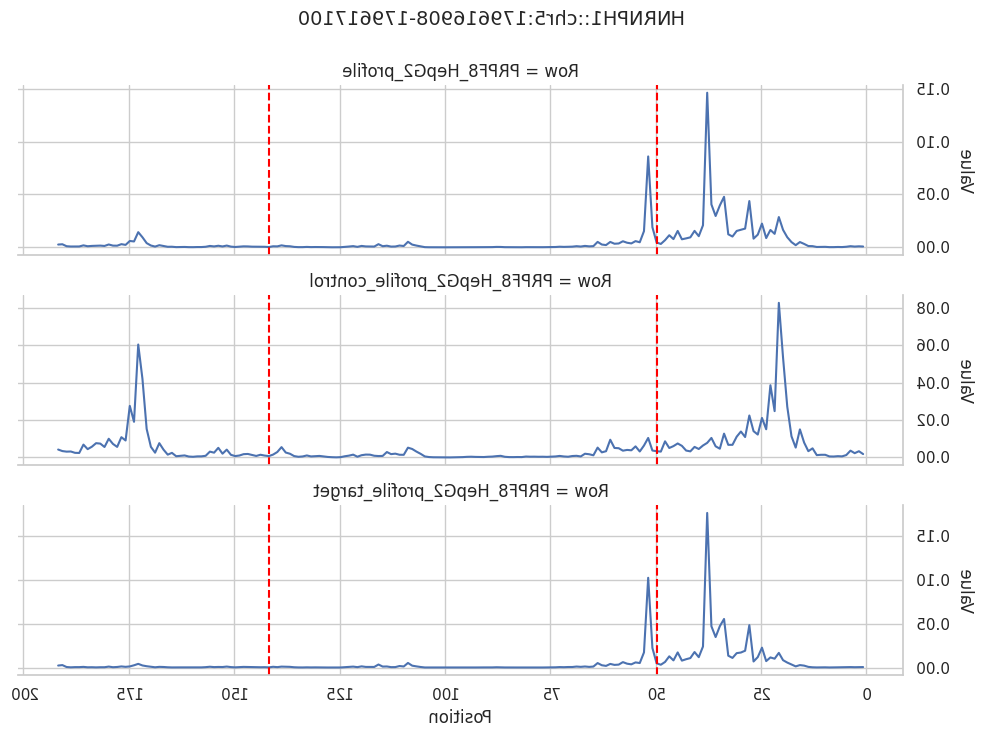 HNRNPH1::chr5:179616908-179617100
Row = PRPF8_HepG2_profile
0.15
0.10
0.05
0.00
Value
Row = PRPF8_HepG2_profile_control
0.08
0.06
0.04
0.02
0.00
Value
Row = PRPF8_HepG2_profile_target
0.15
0.10
0.05
0.00
Value
0 25 50 75 100 125 150 175 200
Position